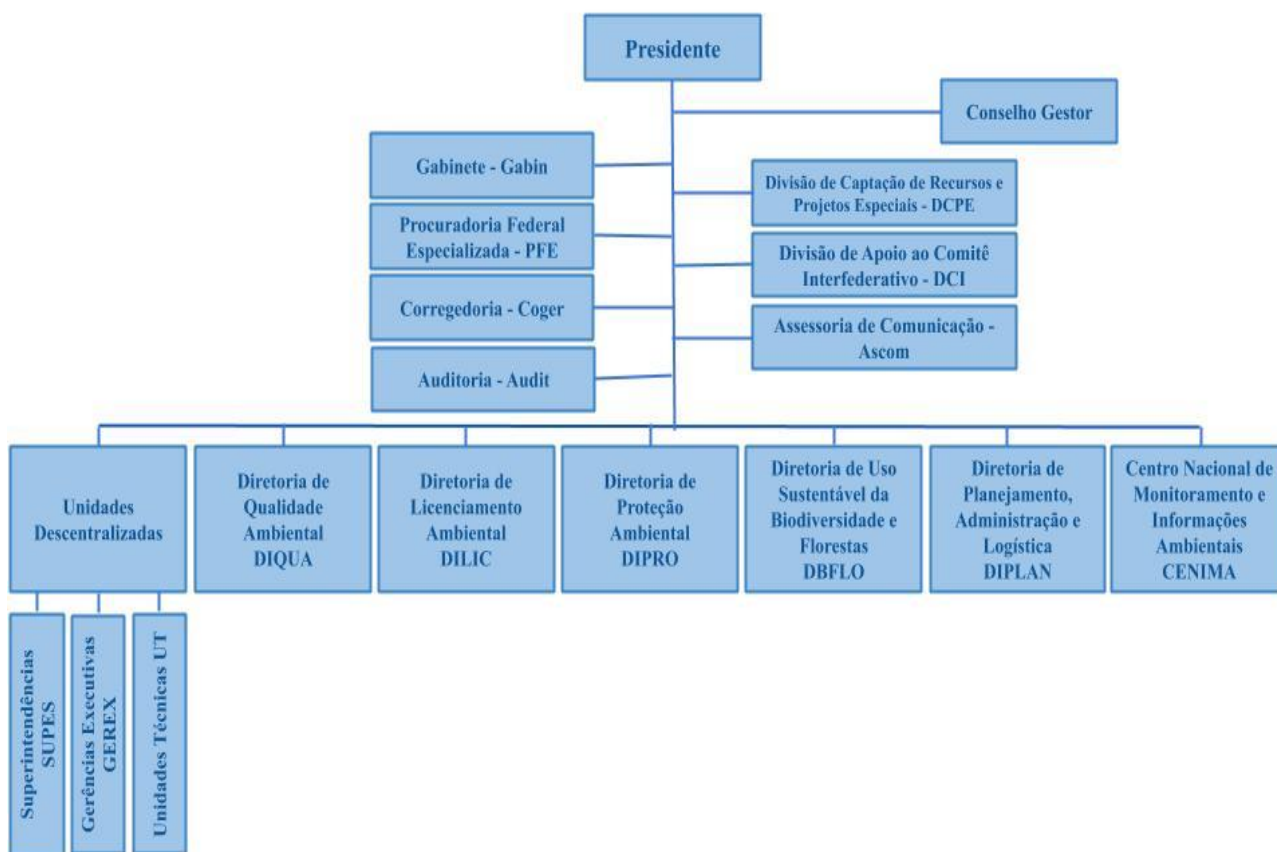 Presidente
Conselho Gestor
Gabinete - Gabin
Divisão de Captação de Recursos e
Projetos Especiais - DCPE
Procuradoria Federal
Especializada - PFE
Divisão de Apoio ao Comitê
Interfederativo - DCI
Corregedoria - Coger
Assessoria de Comunicação -
Ascom
Auditoria - Audit
Unidades
Descentralizadas
Diretoria de
Qualidade
Ambiental
DIQUA
Diretoria de
Licenciamento
Ambiental
DILIC
Diretoria de
Proteção
Ambiental
DIPRO
Diretoria de Uso
Sustentável da
Biodiversidade e
Florestas
DBFLO
Diretoria de
Planejamento,
Administração e
Logística
DIPLAN
Centro Nacional de
Monitoramento e
Informações
Ambientais
CENIMA
Superintendências
SUPES
Gerências Executivas
GEREX
Unidades Técnicas UT